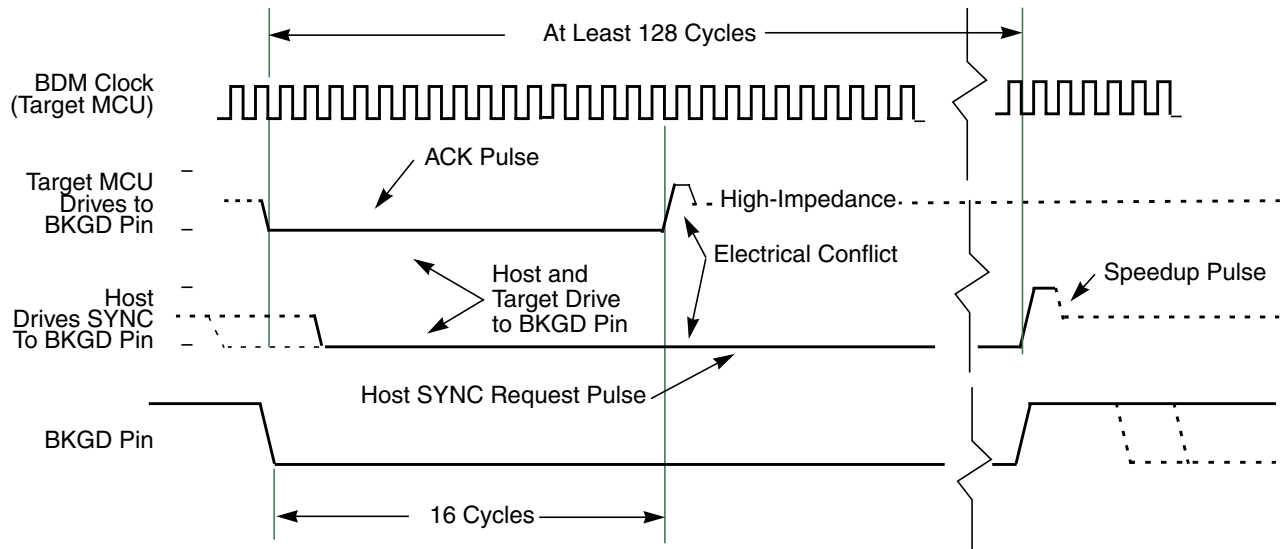 At Least 128 Cycles
BDM Clock
(Target MCU)
ACK Pulse
Target MCU
Drives to
BKGD Pin
High-Impedance
Electrical Conflict
Speedup Pulse
Host and
Target Drive
to BKGD Pin
Host
Drives SYNC
To BKGD Pin
Host SYNC Request Pulse
BKGD Pin
16 Cycles